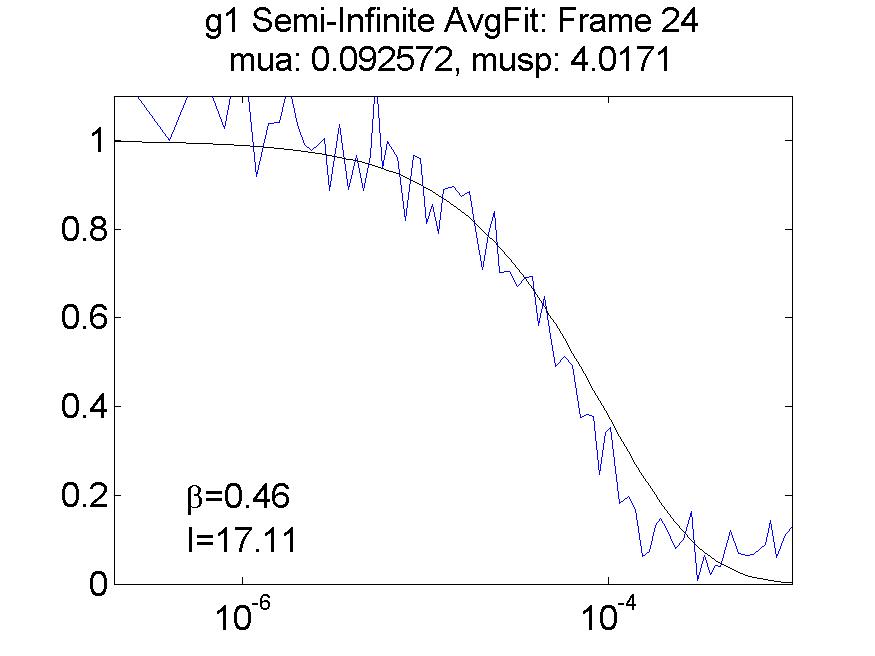 g1 Semi-Infinite AvgFit: Frame 24
mua: 0.092572, musp: 4.0171
1
0.8
0.6
0.4
0.2
0
β=0.46
I=17.11
10^-6 10^-4